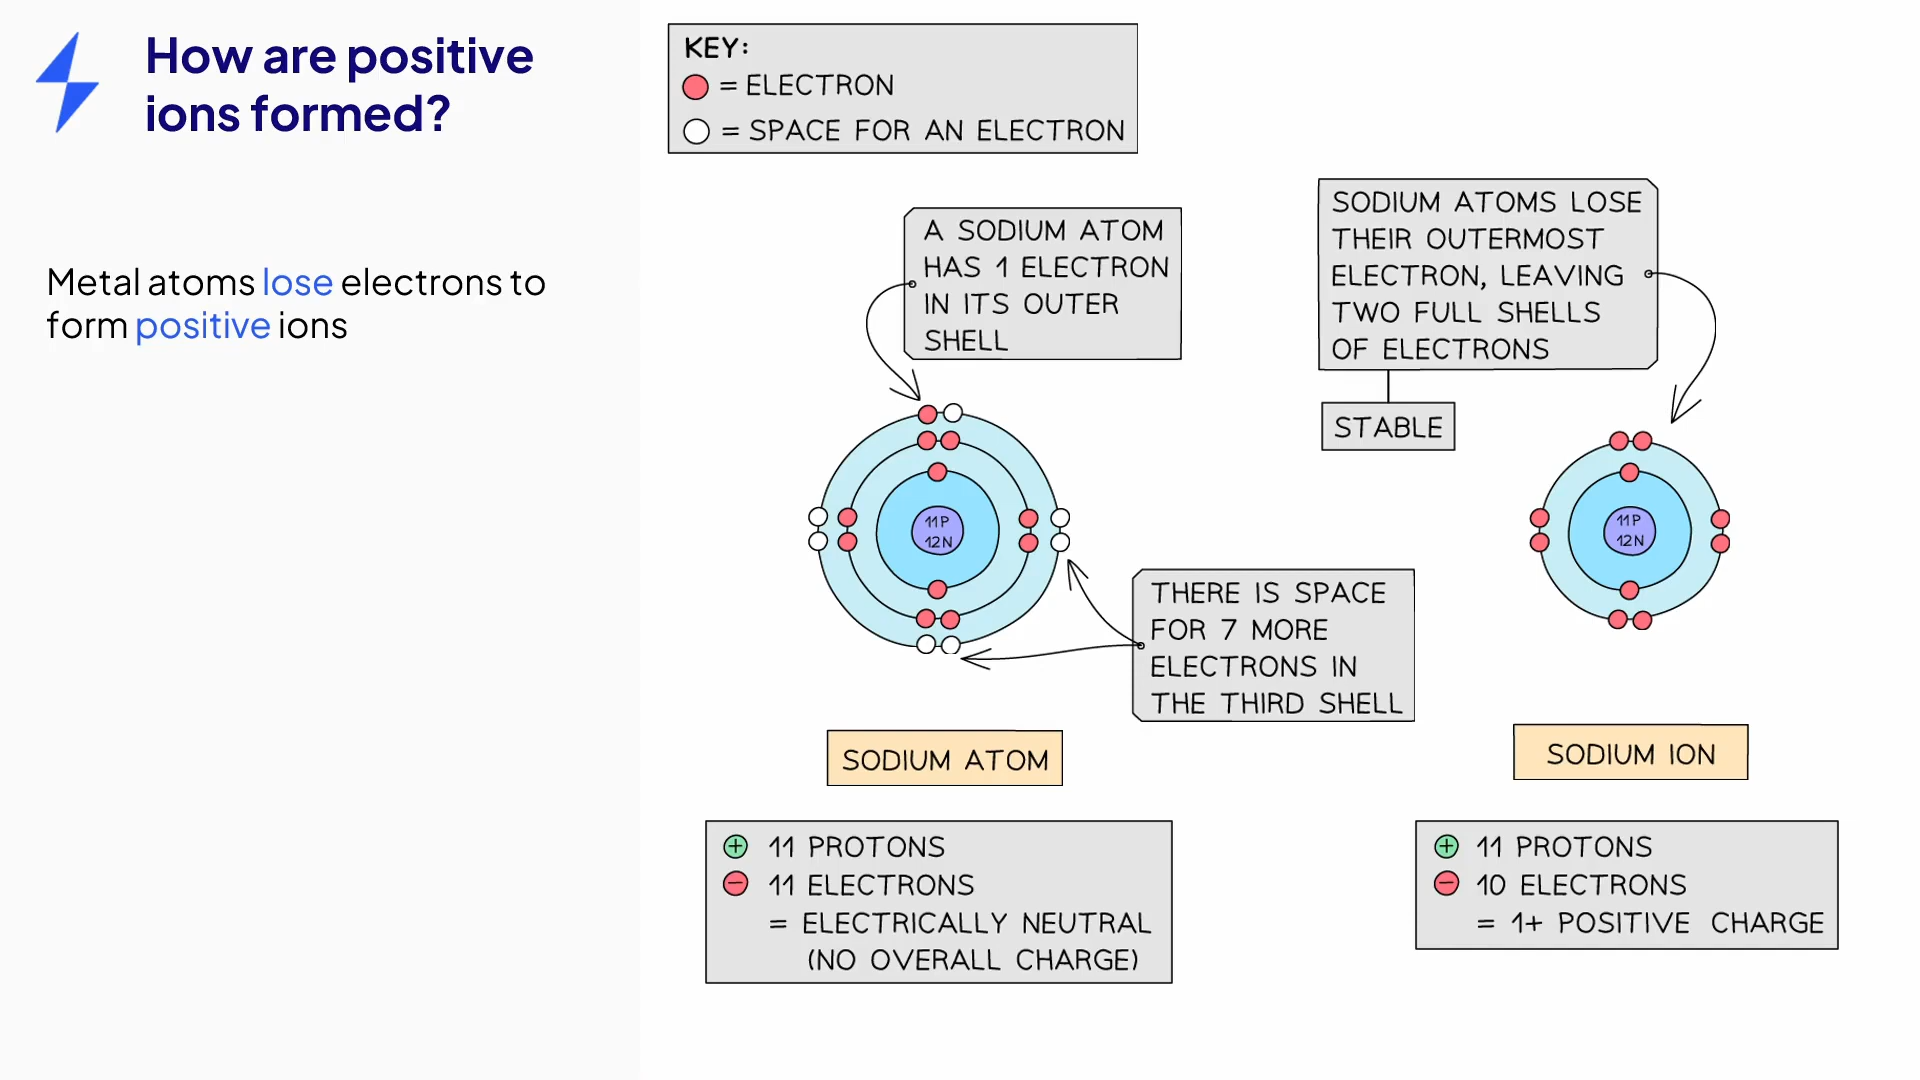 How are positive
ions formed?
Metal atoms lose electrons to
form positive ions
KEY:
= ELECTRON
= SPACE FOR AN ELECTRON
A SODIUM ATOM
HAS 1 ELECTRON
IN ITS OUTER
SHELL
SODIUM ATOMS LOSE
THEIR OUTERMOST
ELECTRON, LEAVING
TWO FULL SHELLS
OF ELECTRONS
STABLE
11P
12N
11P
12N
THERE IS SPACE
FOR 7 MORE
ELECTRONS IN
THE THIRD SHELL
SODIUM ATOM
SODIUM ION
+ 11 PROTONS
− 11 ELECTRONS
= ELECTRICALLY NEUTRAL
(NO OVERALL CHARGE)
+ 11 PROTONS
− 10 ELECTRONS
= 1+ POSITIVE CHARGE